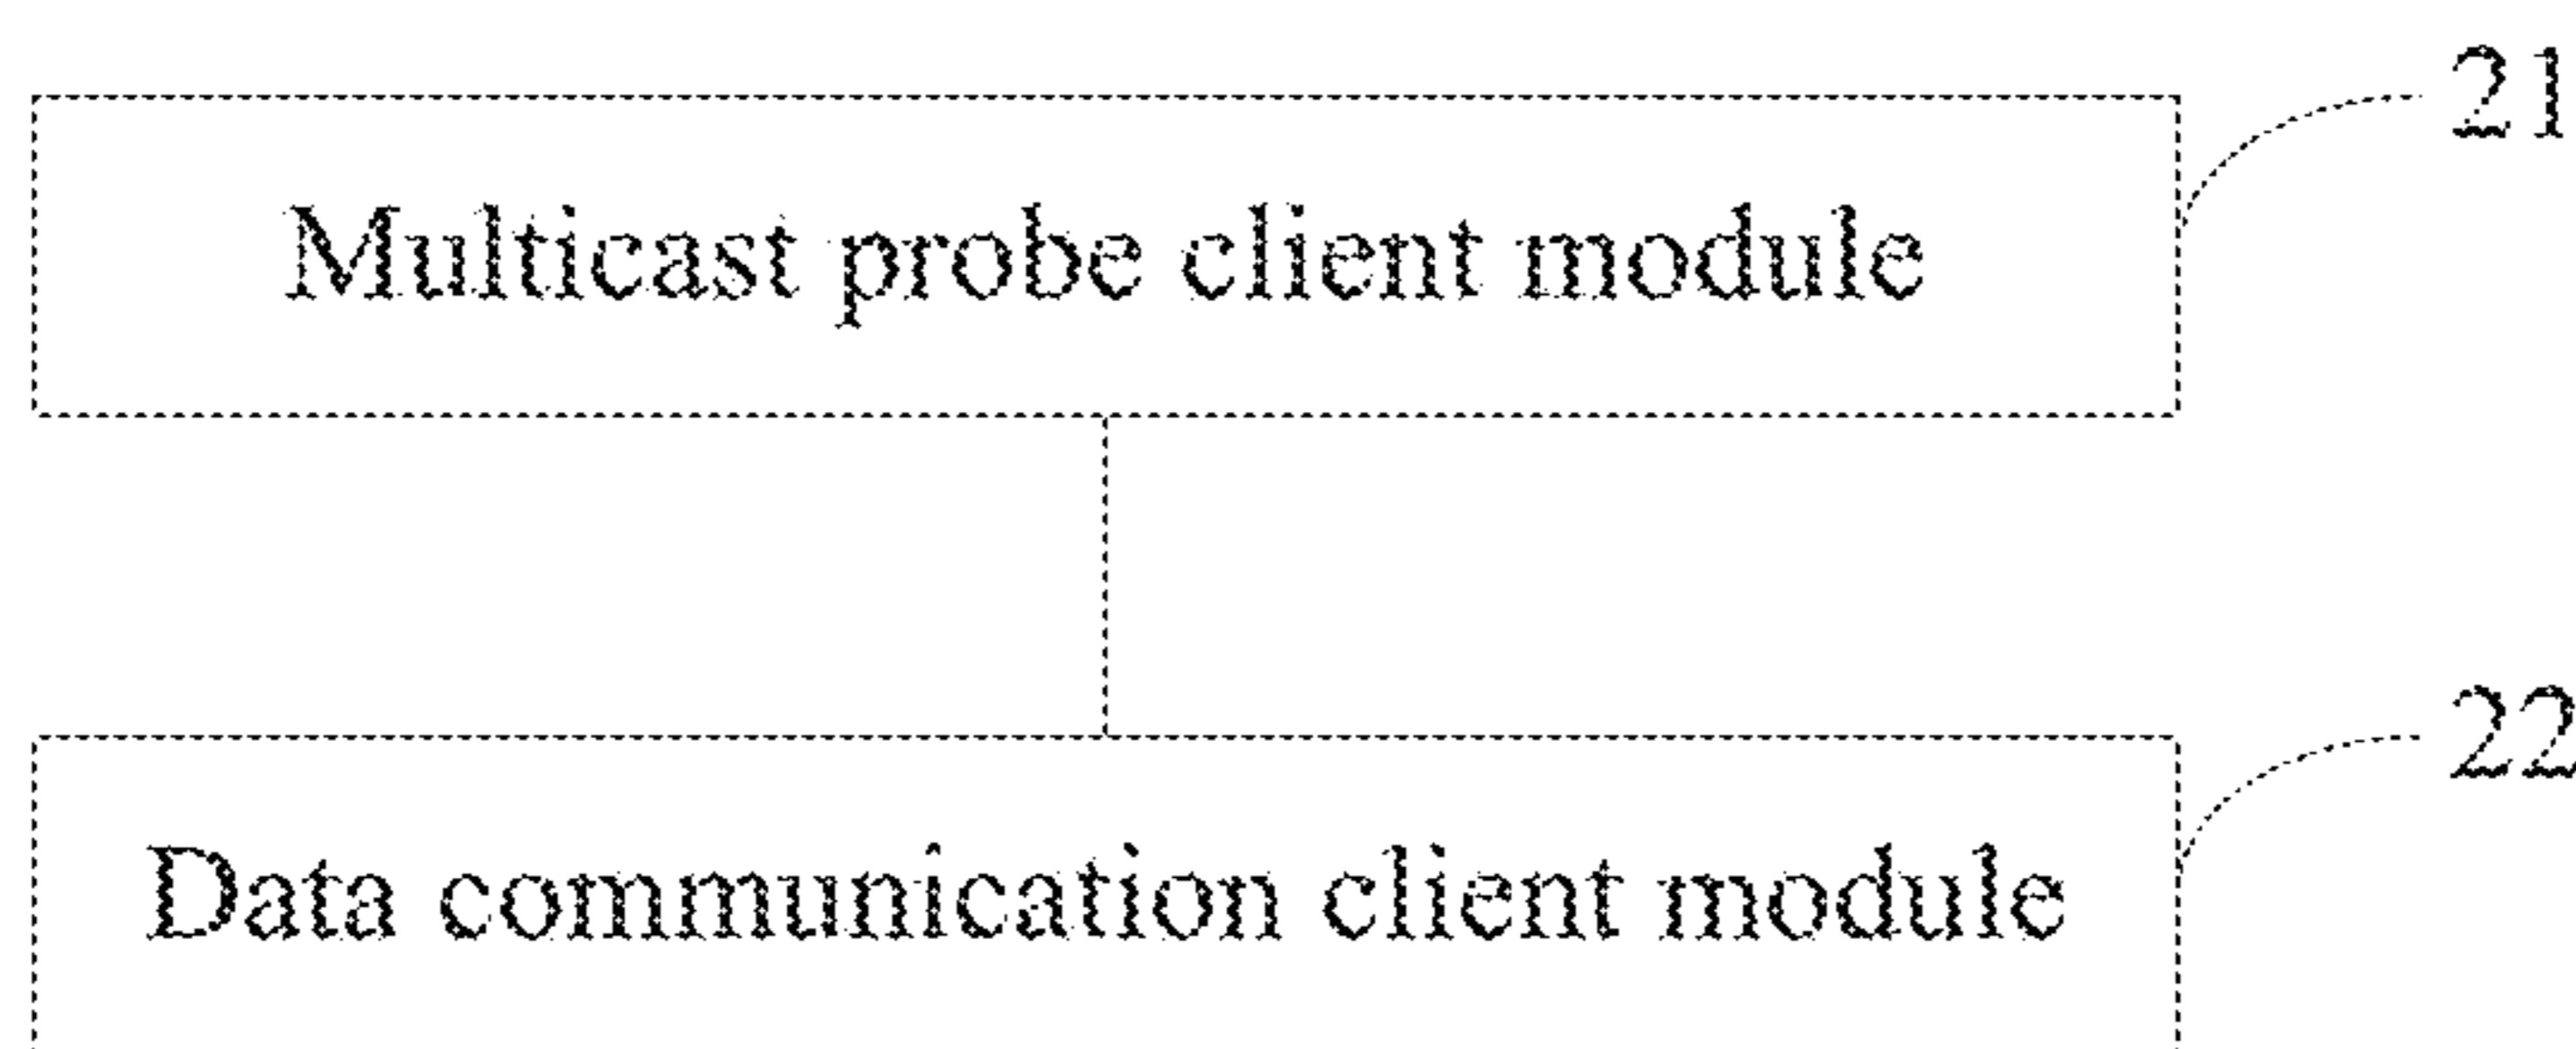 21
Multicast probe client module
22
Data communication client module